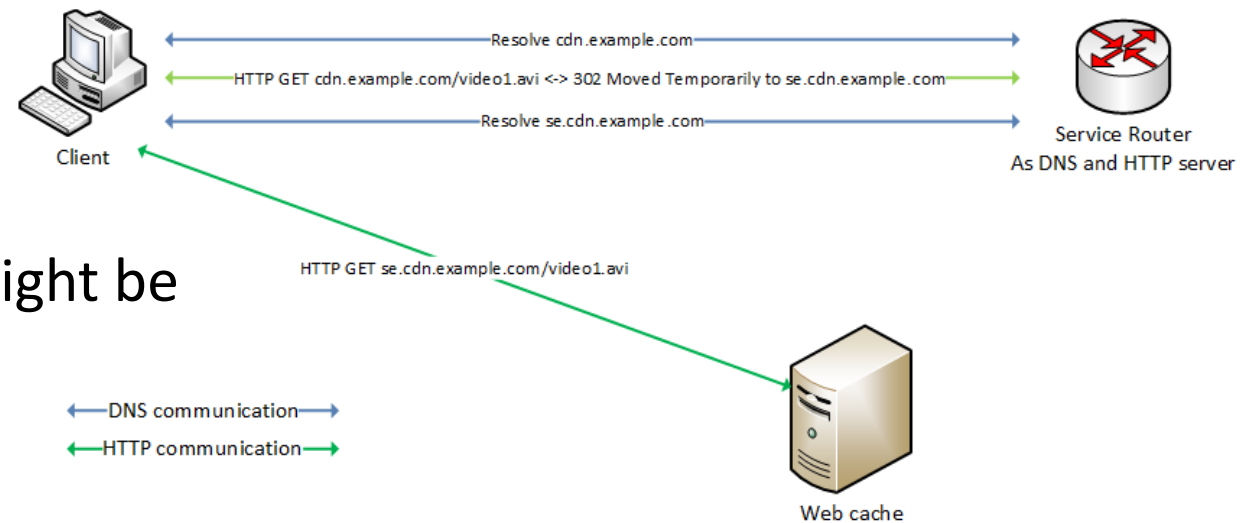 Resolve cdn.example.com
HTTP GET cdn.example.com/video1.avi <-> 302 Moved Temporarily to se.cdn.example.com
Resolve se.cdn.example.com
Client
Service Router
As DNS and HTTP server
ight be
HTTP GET se.cdn.example.com/video1.avi
DNS communication
HTTP communication
Web cache